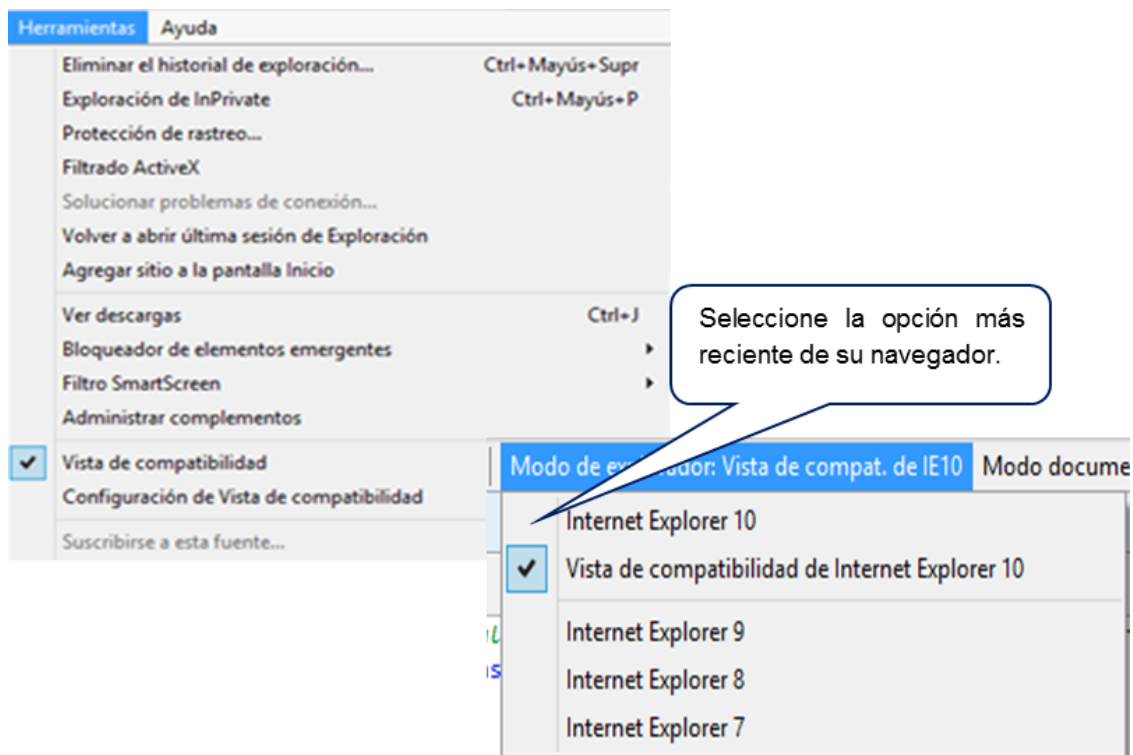 Herramientas Ayuda
Eliminar el historial de exploración... Ctrl+Mayús+Supr
Exploración de InPrivate Ctrl+Mayús+P
Protección de rastreo...
Filtrado ActiveX
Solucionar problemas de conexión...
Volver a abrir última sesión de Exploración
Agregar sitio a la pantalla Inicio
Ver descargas Ctrl+J
Bloqueador de elementos emergentes
Filtro SmartScreen
Administrar complementos
Vista de compatibilidad
Configuración de Vista de compatibilidad
Suscribirse a esta fuente...
Seleccione la opción más
reciente de su navegador.
Modo de Vista de compat. de IE10 Modo docume
Internet Explorer 10
Vista de compatibilidad de Internet Explorer 10
Internet Explorer 9
Internet Explorer 8
Internet Explorer 7